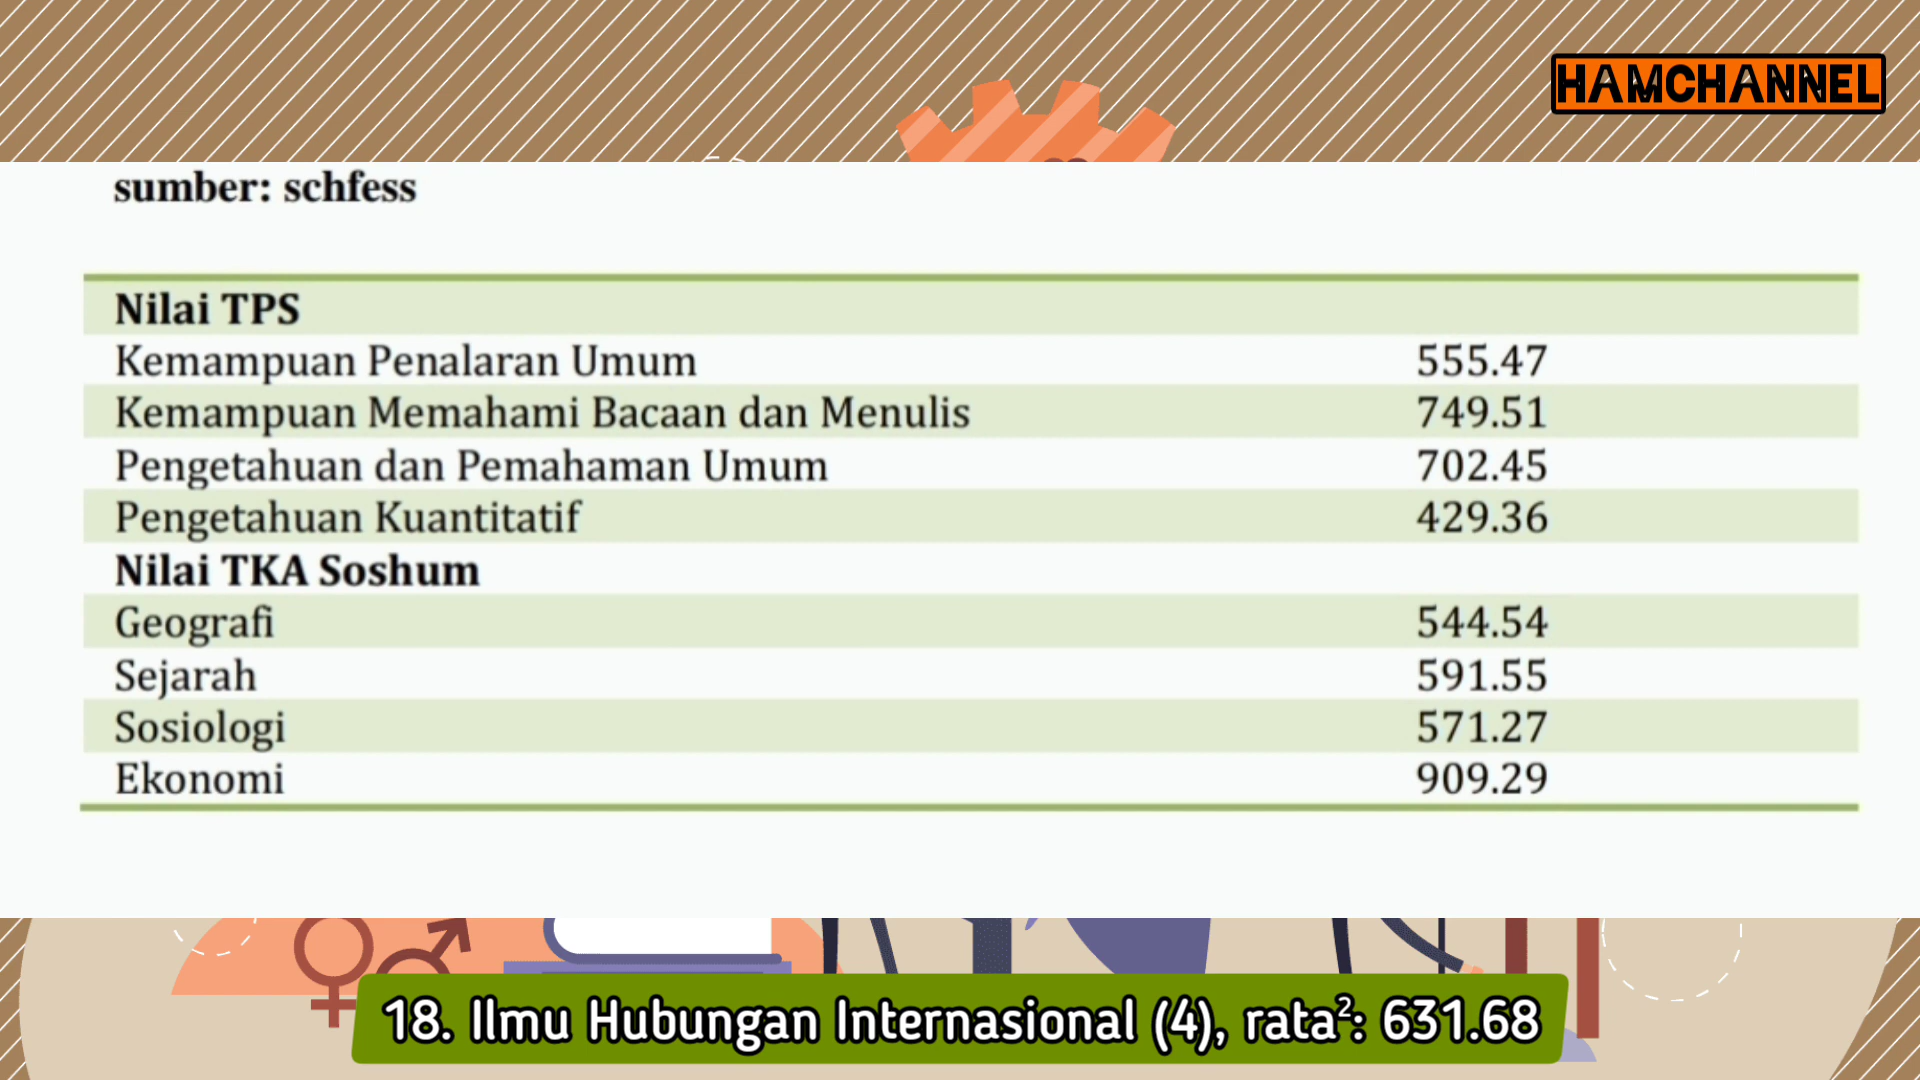 HAMCHANNEL
sumber: schfess
Nilai TPS
Kemampuan Penalaran Umum 555.47
Kemampuan Memahami Bacaan dan Menulis 749.51
Pengetahuan dan Pemahaman Umum 702.45
Pengetahuan Kuantitatif 429.36
Nilai TKA Soshum
Geografi 544.54
Sejarah 591.55
Sosiologi 571.27
Ekonomi 909.29
18. Ilmu Hubungan Internasional (4), rata²: 631.68